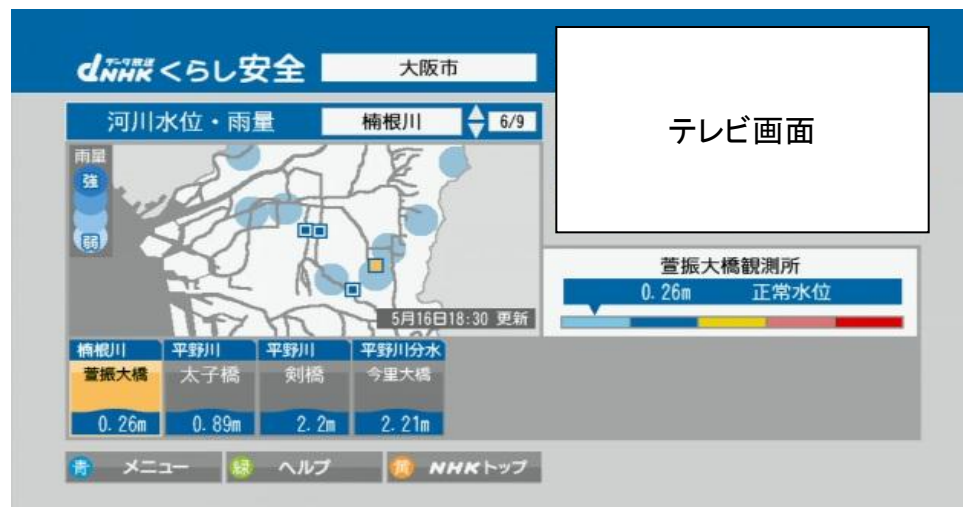 データ放送
dNHK くらし安全 大阪市
テレビ画面
河川水位・雨量 楠根川 6/9
雨量
強
弱
5月16日18:30 更新
萱振大橋観測所
0.26m 正常水位
楠根川 平野川 平野川 平野川分水
萱振大橋 太子橋 剣橋 今里大橋
0.26m 0.89m 2.2m 2.21m
青 メニュー 緑 ヘルプ 黄 NHKトップ